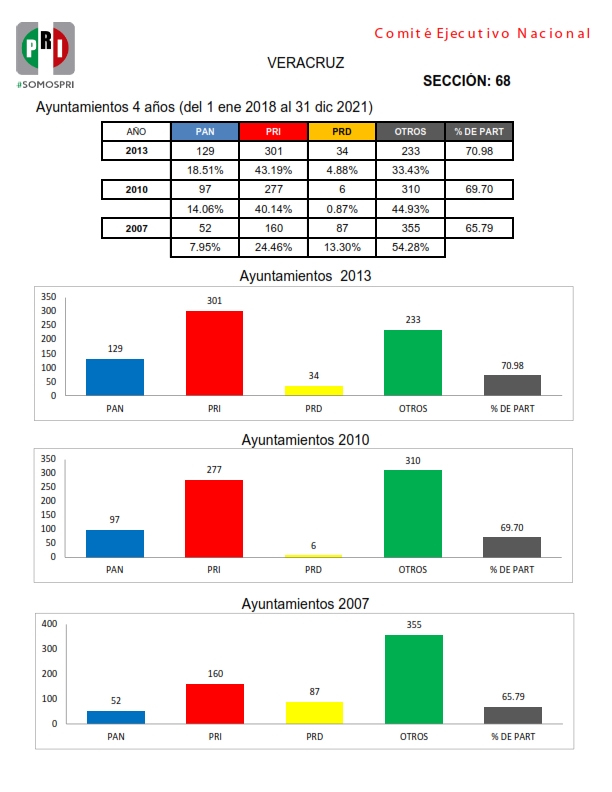 Comité Ejecutivo Nacional
PRI
#SOMOSPRI
VERACRUZ
SECCIÓN: 68
Ayuntamientos 4 años (del 1 ene 2018 al 31 dic 2021)
AÑO PAN PRI PRD OTROS % DE PART
2013 129 301 34 233 70.98
18.51% 43.19% 4.88% 33.43%
2010 97 277 6 310 69.70
14.06% 40.14% 0.87% 44.93%
2007 52 160 87 355 65.79
7.95% 24.46% 13.30% 54.28%
Ayuntamientos 2013
350
300
250
200
150
100
50
0
129 301 34 233 70.98
PAN PRI PRD OTROS % DE PART
Ayuntamientos 2010
350
300
250
200
150
100
50
0
97 277 6 310 69.70
PAN PRI PRD OTROS % DE PART
Ayuntamientos 2007
400
300
200
100
0
52 160 87 355 65.79
PAN PRI PRD OTROS % DE PART